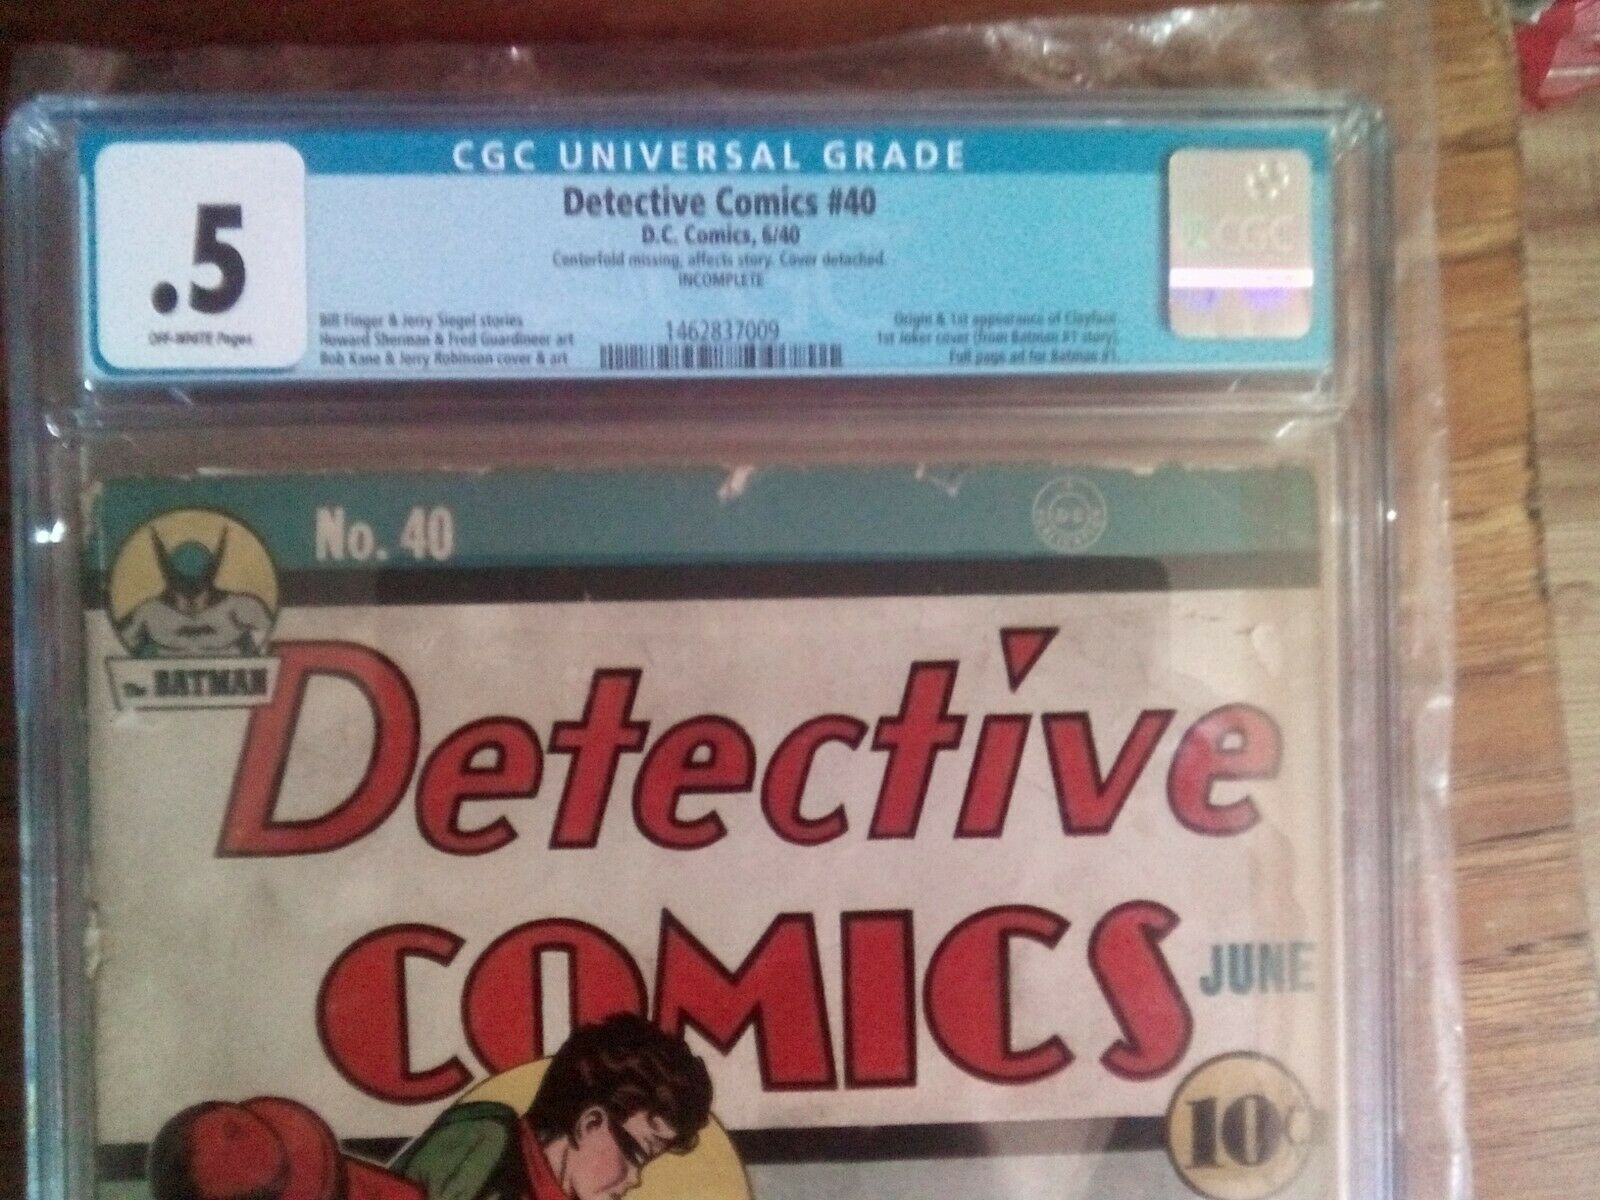 CGC UNIVERSAL GRADE
.5
OFF-WHITE Pages
Detective Comics #40
D.C. Comics, 6/40
Centerfold missing, affects story. Cover detached.
INCOMPLETE
Bill Finger & Jerry Siegel stories
Howard Sherman & Fred Guardineer art
Bob Kane & Jerry Robinson cover & art
1462837009
Origin & 1st appearance of Clayface.
1st Joker cover (from Batman #1 story).
Full page ad for Batman #1.
CGC
No. 40
The BATMAN
Detective
COMICS
JUNE
10¢